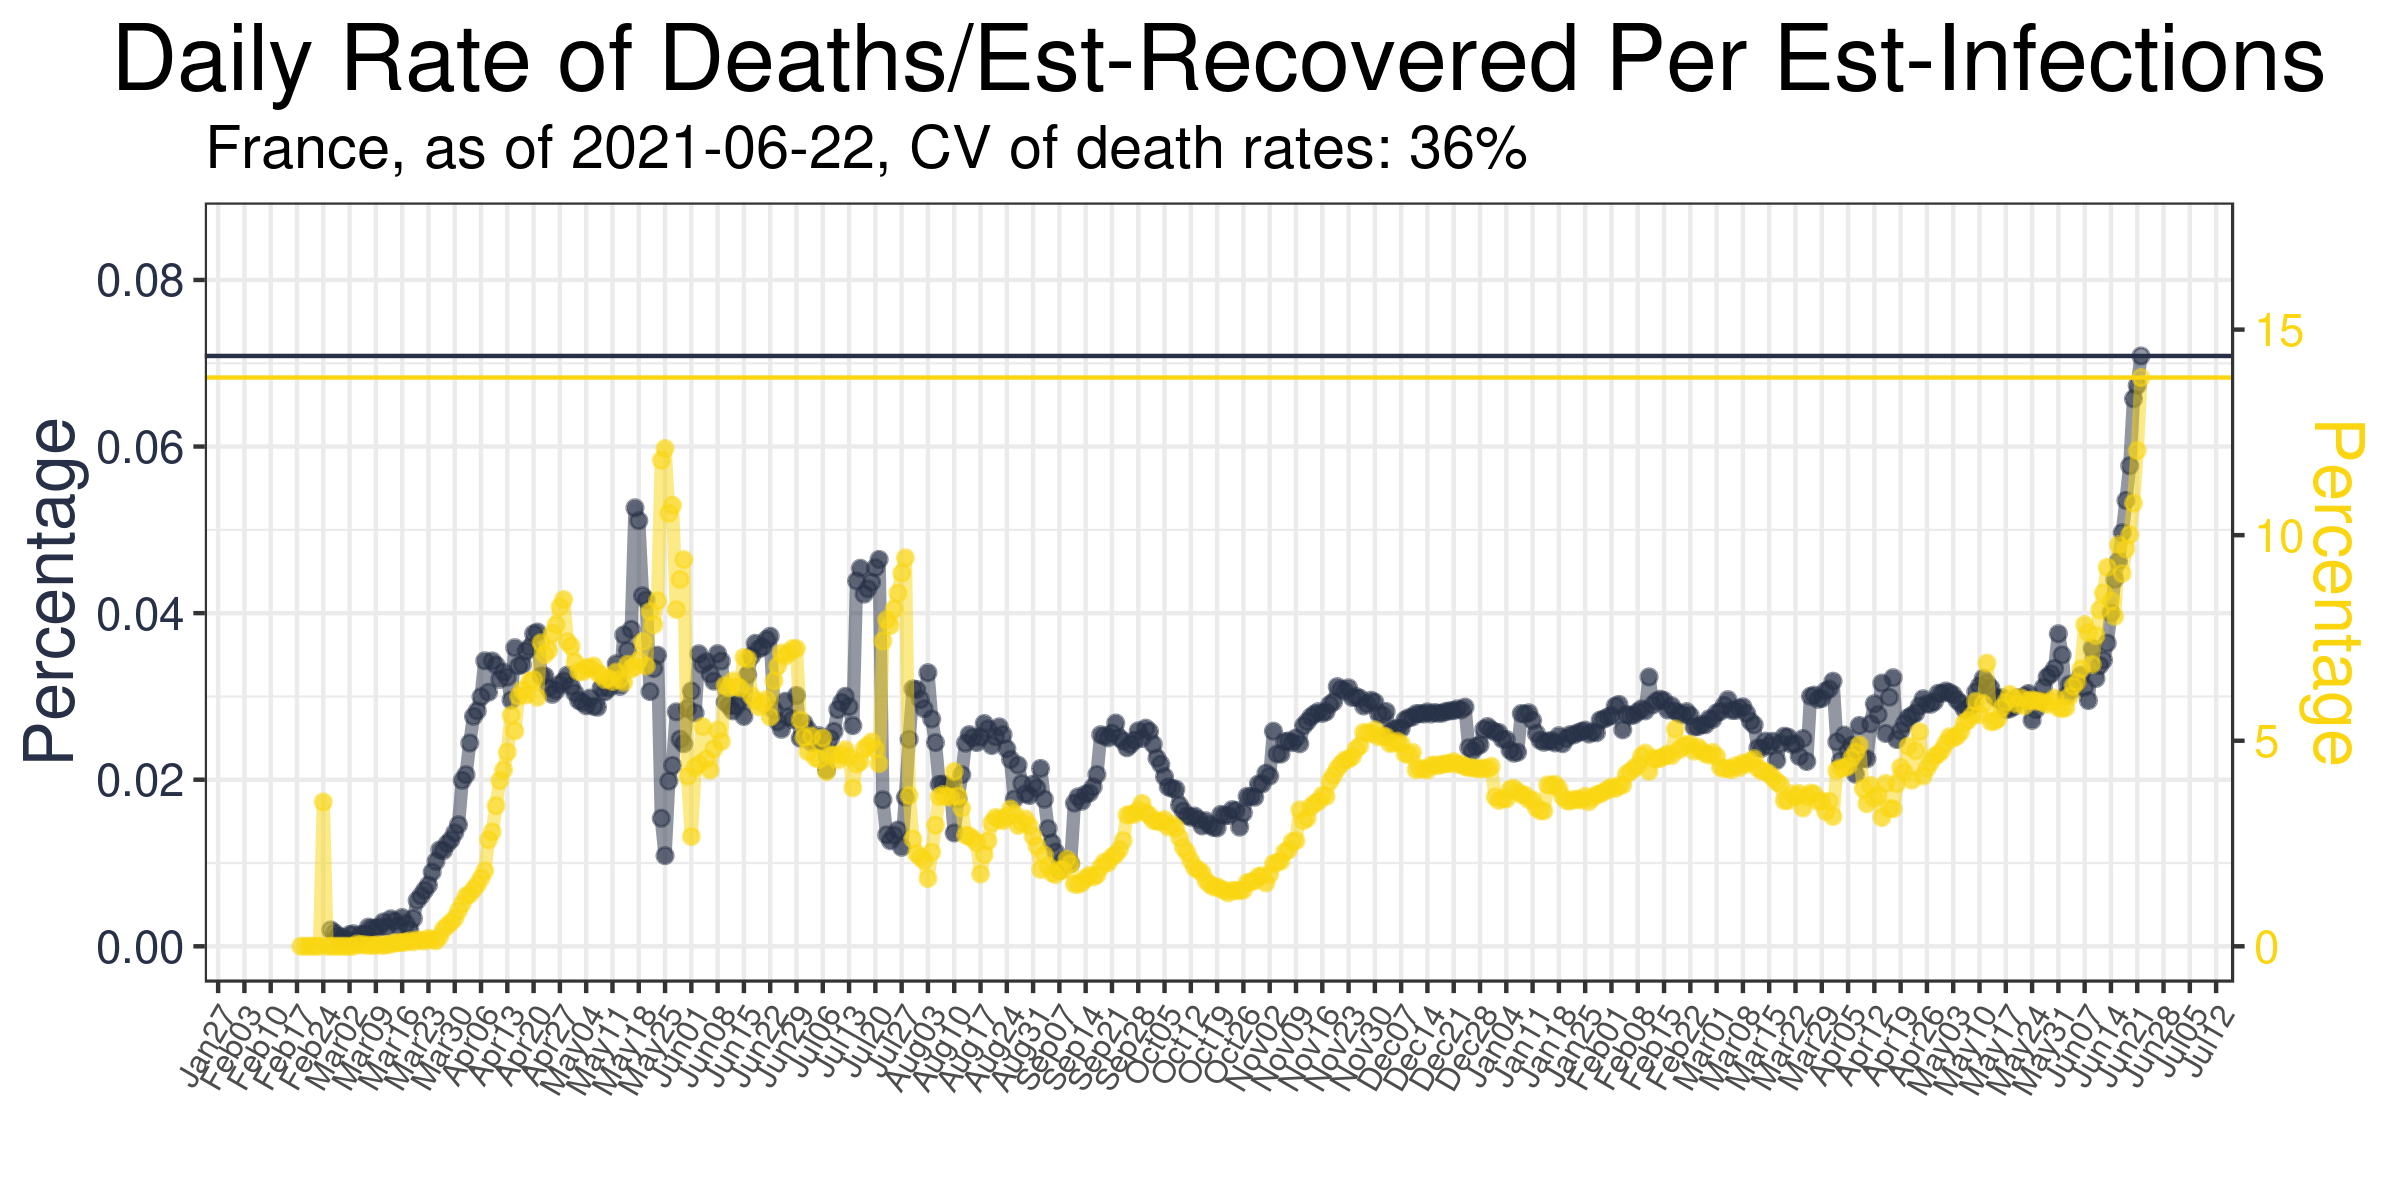 Daily Rate of Deaths/Est-Recovered Per Est-Infections
France, as of 2021-06-22, CV of death rates: 36%
0.08
0.06
0.04
0.02
0.00
Percentage
15
10
5
0
Percentage
Jan27
Feb03
Feb10
Feb17
Feb24
Mar02
Mar09
Mar16
Mar23
Mar30
Apr06
Apr13
Apr20
Apr27
May04
May11
May18
May25
Jun01
Jun08
Jun15
Jun22
Jun29
Jul06
Jul13
Jul20
Jul27
Aug03
Aug10
Aug17
Aug24
Aug31
Sep07
Sep14
Sep21
Sep28
Oct05
Oct12
Oct19
Oct26
Nov02
Nov09
Nov16
Nov23
Nov30
Dec07
Dec14
Dec21
Dec28
Jan04
Jan11
Jan18
Jan25
Feb01
Feb08
Feb15
Feb22
Mar01
Mar08
Mar15
Mar22
Mar29
Apr05
Apr12
Apr19
Apr26
May03
May10
May17
May24
May31
Jun07
Jun14
Jun21
Jun28
Jul05
Jul12